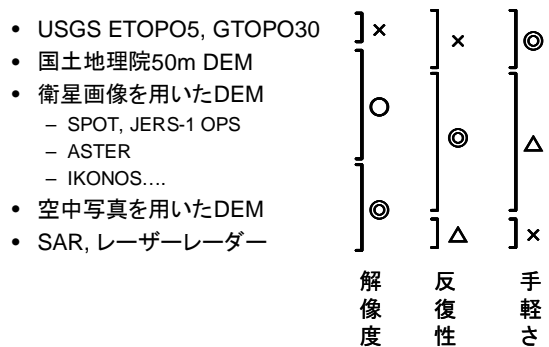 • USGS ETOPO5, GTOPO30
• 国土地理院50m DEM
• 衛星画像を用いたDEM
– SPOT, JERS-1 OPS
– ASTER
– IKONOS....
• 空中写真を用いたDEM
• SAR, レーザーレーダー
× × ◎
○ ◎ △
◎ △ ×
解像度
反復性
手軽さ